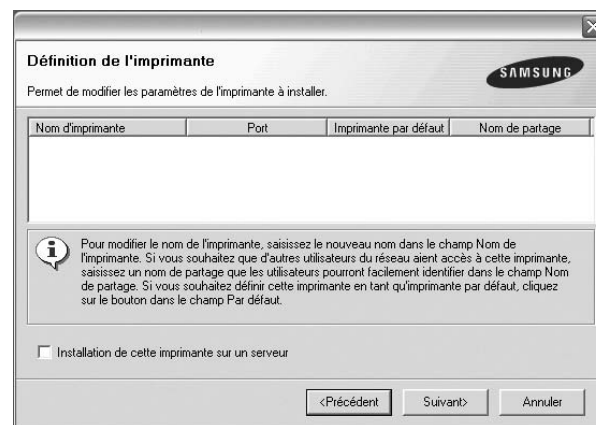 Définition de l'imprimante
SAMSUNG
Permet de modifier les paramètres de l'imprimante à installer.
Nom d'imprimante Port Imprimante par défaut Nom de partage
Pour modifier le nom de l'imprimante, saisissez le nouveau nom dans le champ Nom de
l'imprimante. Si vous souhaitez que d'autres utilisateurs du réseau aient accès à cette imprimante,
saisissez un nom de partage que les utilisateurs pourront facilement identifier dans le champ Nom
de partage. Si vous souhaitez définir cette imprimante en tant qu'imprimante par défaut, cliquez
sur le bouton dans le champ Par défaut.
Installation de cette imprimante sur un serveur
<Précédent Suivant> Annuler